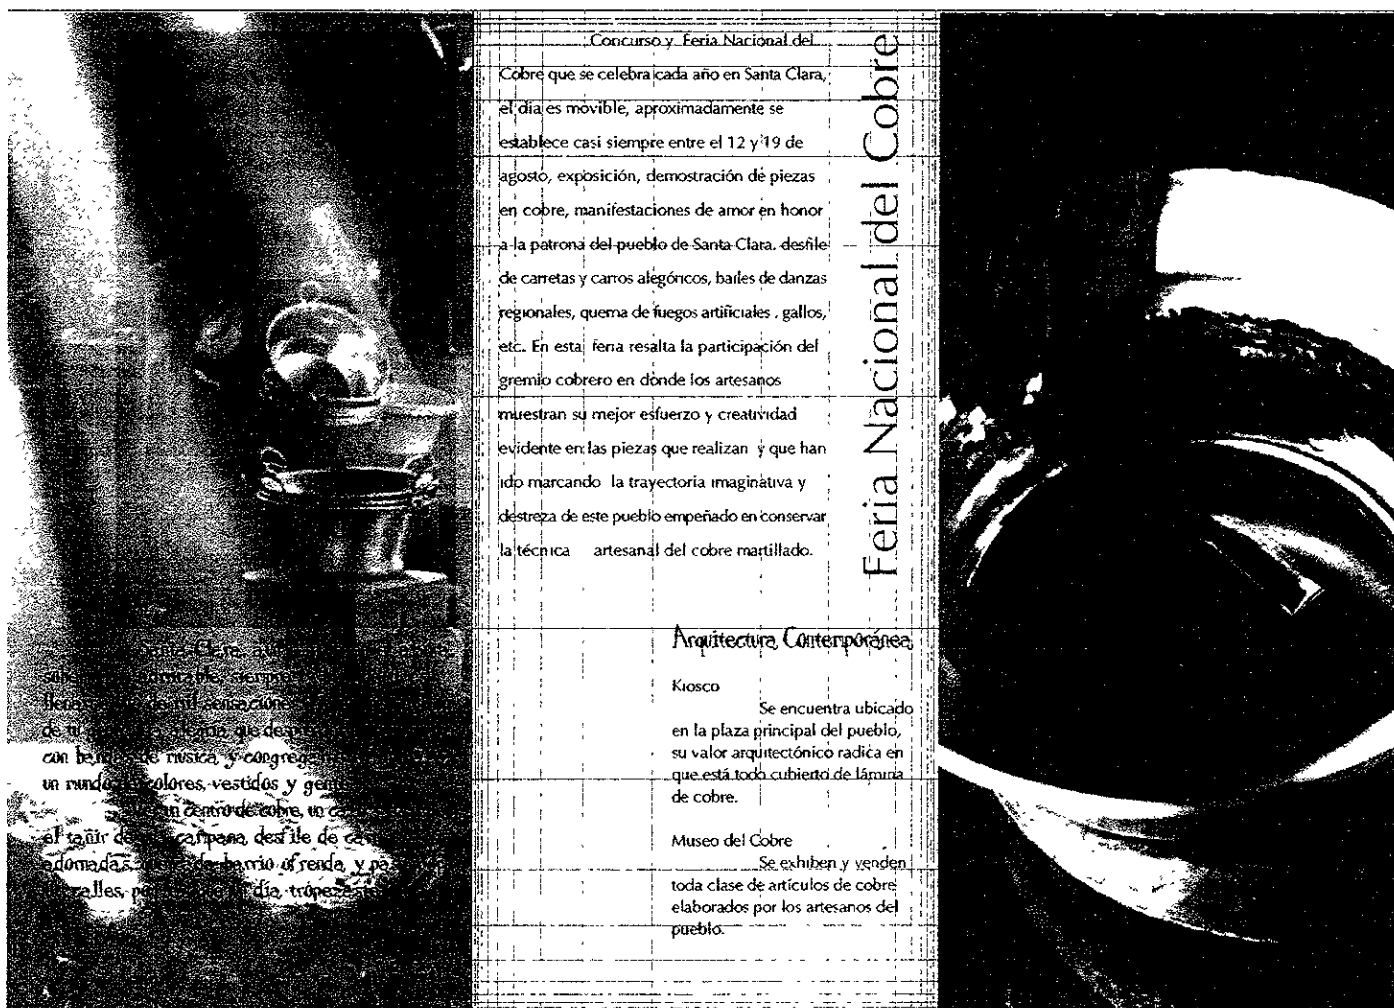 Concurso y Feria Nacional del
Cobre que se celebra cada año en Santa Clara,
el día es movible, aproximadamente se
establece casi siempre entre el 12 y 19 de
agosto, exposición, demostración de piezas
en cobre, manifestaciones de amor en honor
a la patrona del pueblo de Santa Clara. desfile
de carretas y carros alegóricos, bailes de danzas
regionales, quema de fuegos artificiales . gallos,
etc. En esta feria resalta la participación del
gremio cobrero en donde los artesanos
muestran su mejor esfuerzo y creatividad
evidente en las piezas que realizan y que han
ido marcando la trayectoria imaginativa y
destreza de este pueblo empeñado en conservar
la técnica artesanal del cobre martillado.
Feria Nacional del Cobre
Arquitectura Contemporánea
Kiosco
Se encuentra ubicado
en la plaza principal del pueblo,
su valor arquitectónico radica en
que está todo cubierto de lámina
de cobre.
Museo del Cobre
Se exhiben y venden
toda clase de artículos de cobre
elaborados por los artesanos del
pueblo.
Clara,
siempre
mil sensaciones
alegría, que
con de música, y
un colores, vestidos y
un centro de cobre, un
el tañir campana, desfile de
adornadas barrio ofrenda, y
calles, día,